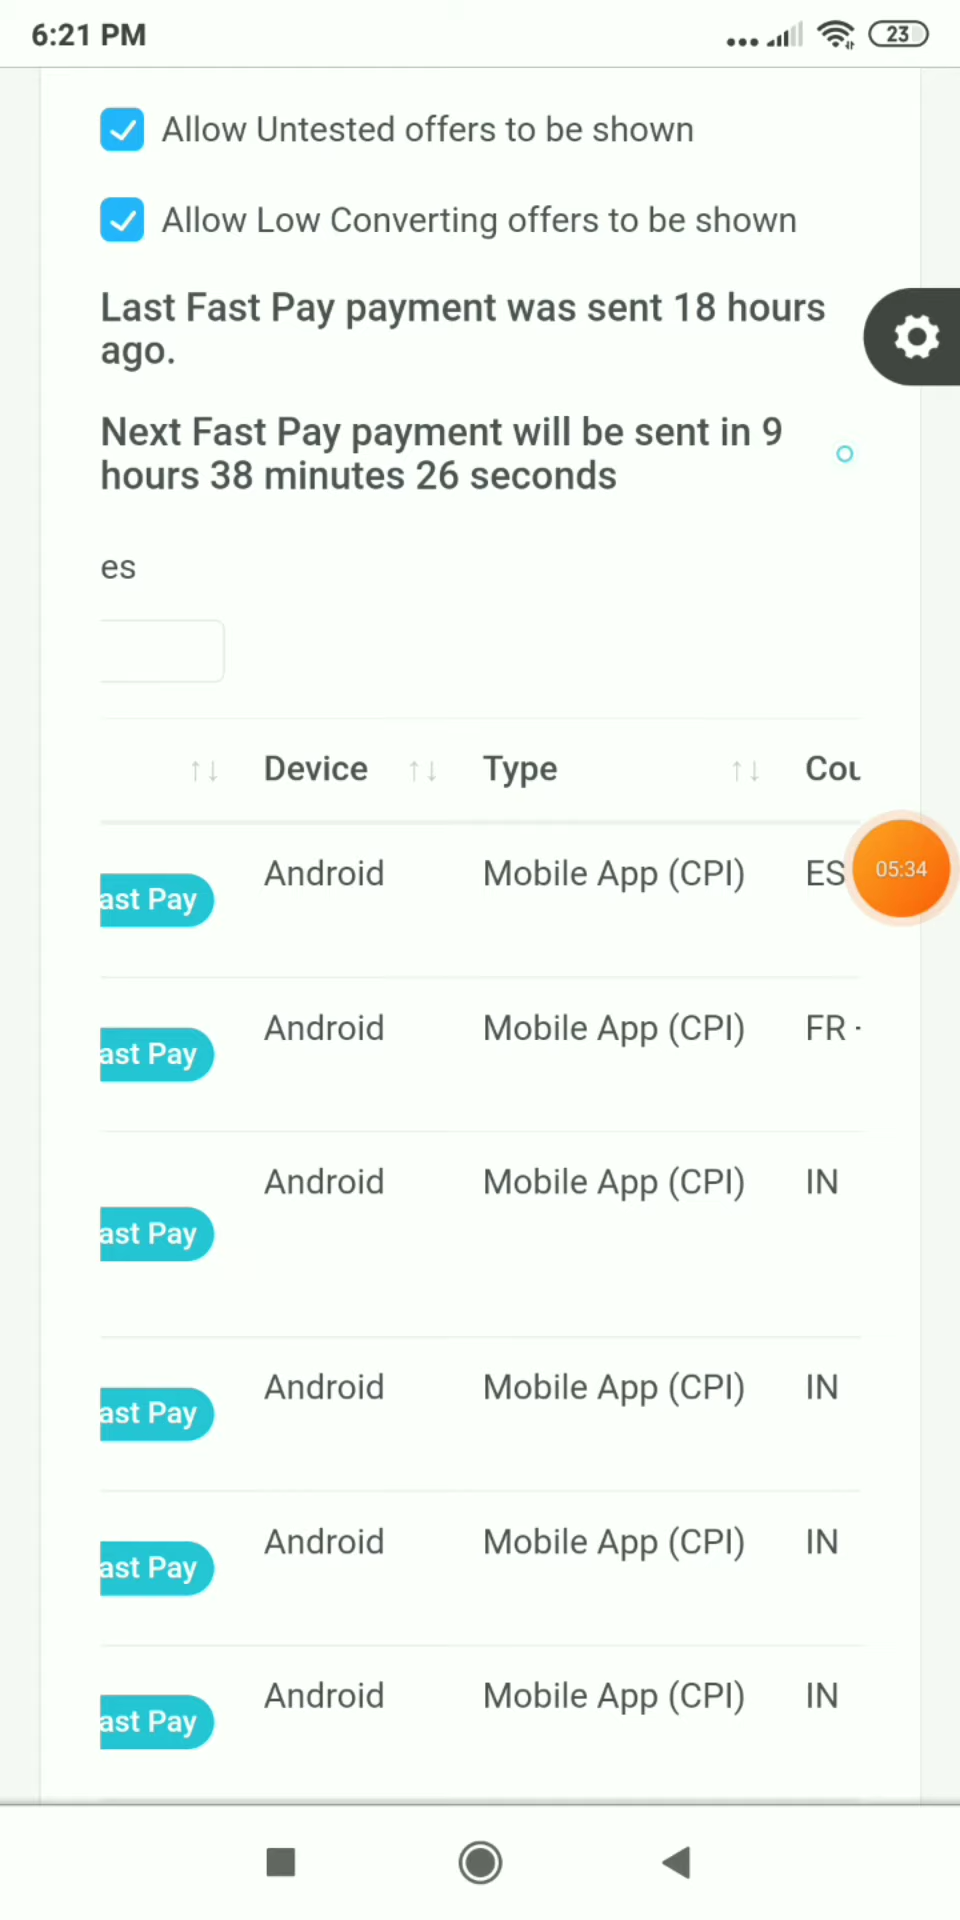 6:21 PM
23
Allow Untested offers to be shown
Allow Low Converting offers to be shown
Last Fast Pay payment was sent 18 hours
ago.
Next Fast Pay payment will be sent in 9
hours 38 minutes 26 seconds
es
Device Type Cou
ast Pay Android Mobile App (CPI) ES
05:34
ast Pay Android Mobile App (CPI) FR -
ast Pay Android Mobile App (CPI) IN
ast Pay Android Mobile App (CPI) IN
ast Pay Android Mobile App (CPI) IN
ast Pay Android Mobile App (CPI) IN